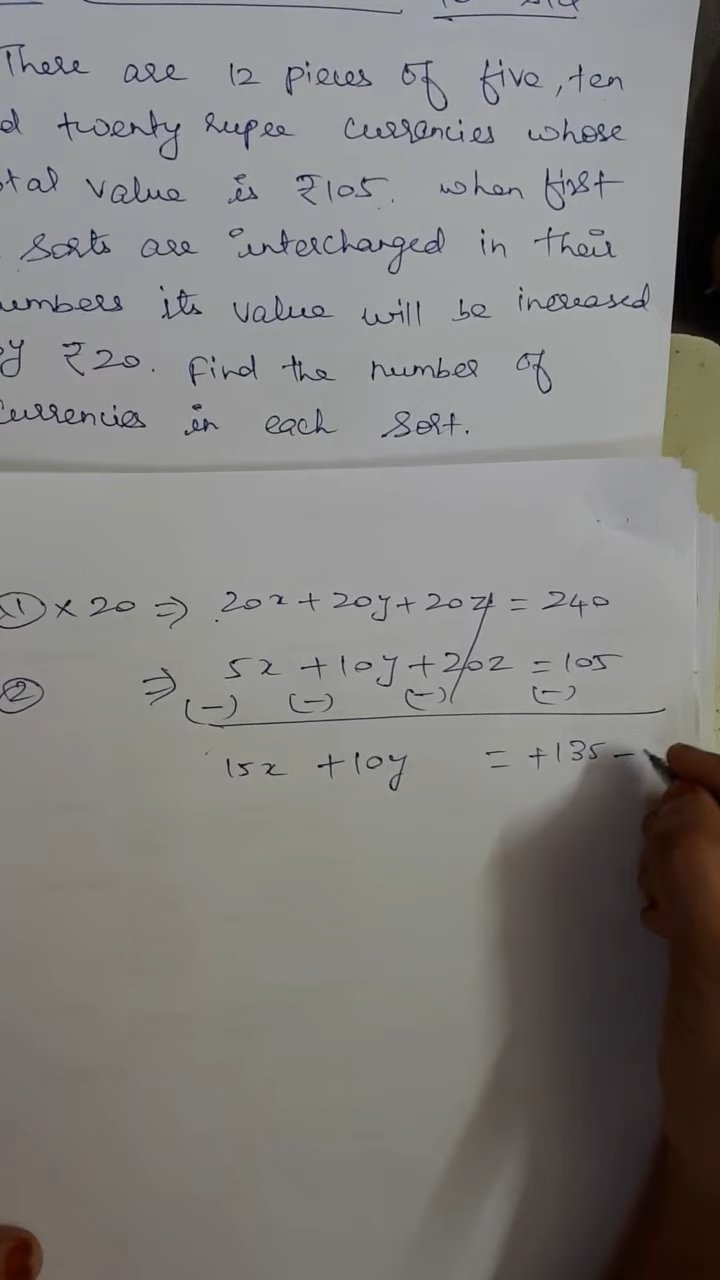 There are 12 pieces of five, ten
d twenty rupee currencies whose
otal value is ₹105. when first
sorts are interchanged in their
umbers its value will be increased
y ₹20. Find the number of
currencies in each sort.
① × 20 ⇒ 20x + 20y + 20z = 240
② ⇒ 5x + 10y + 20z = 105
(-) (-) (-) (-)
15x + 10y = +135 -